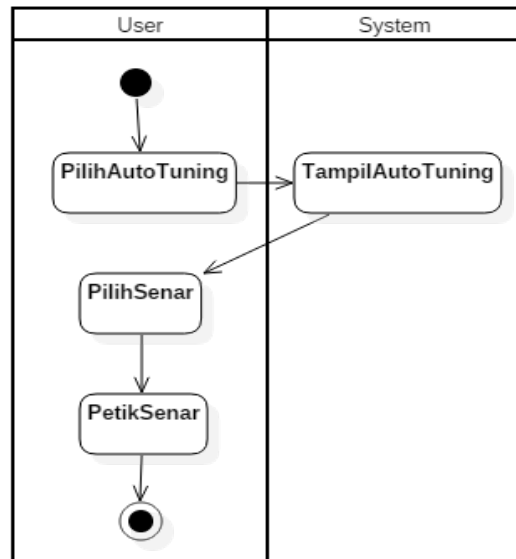 User
System
PilihAutoTuning
TampilAutoTuning
PilihSenar
PetikSenar